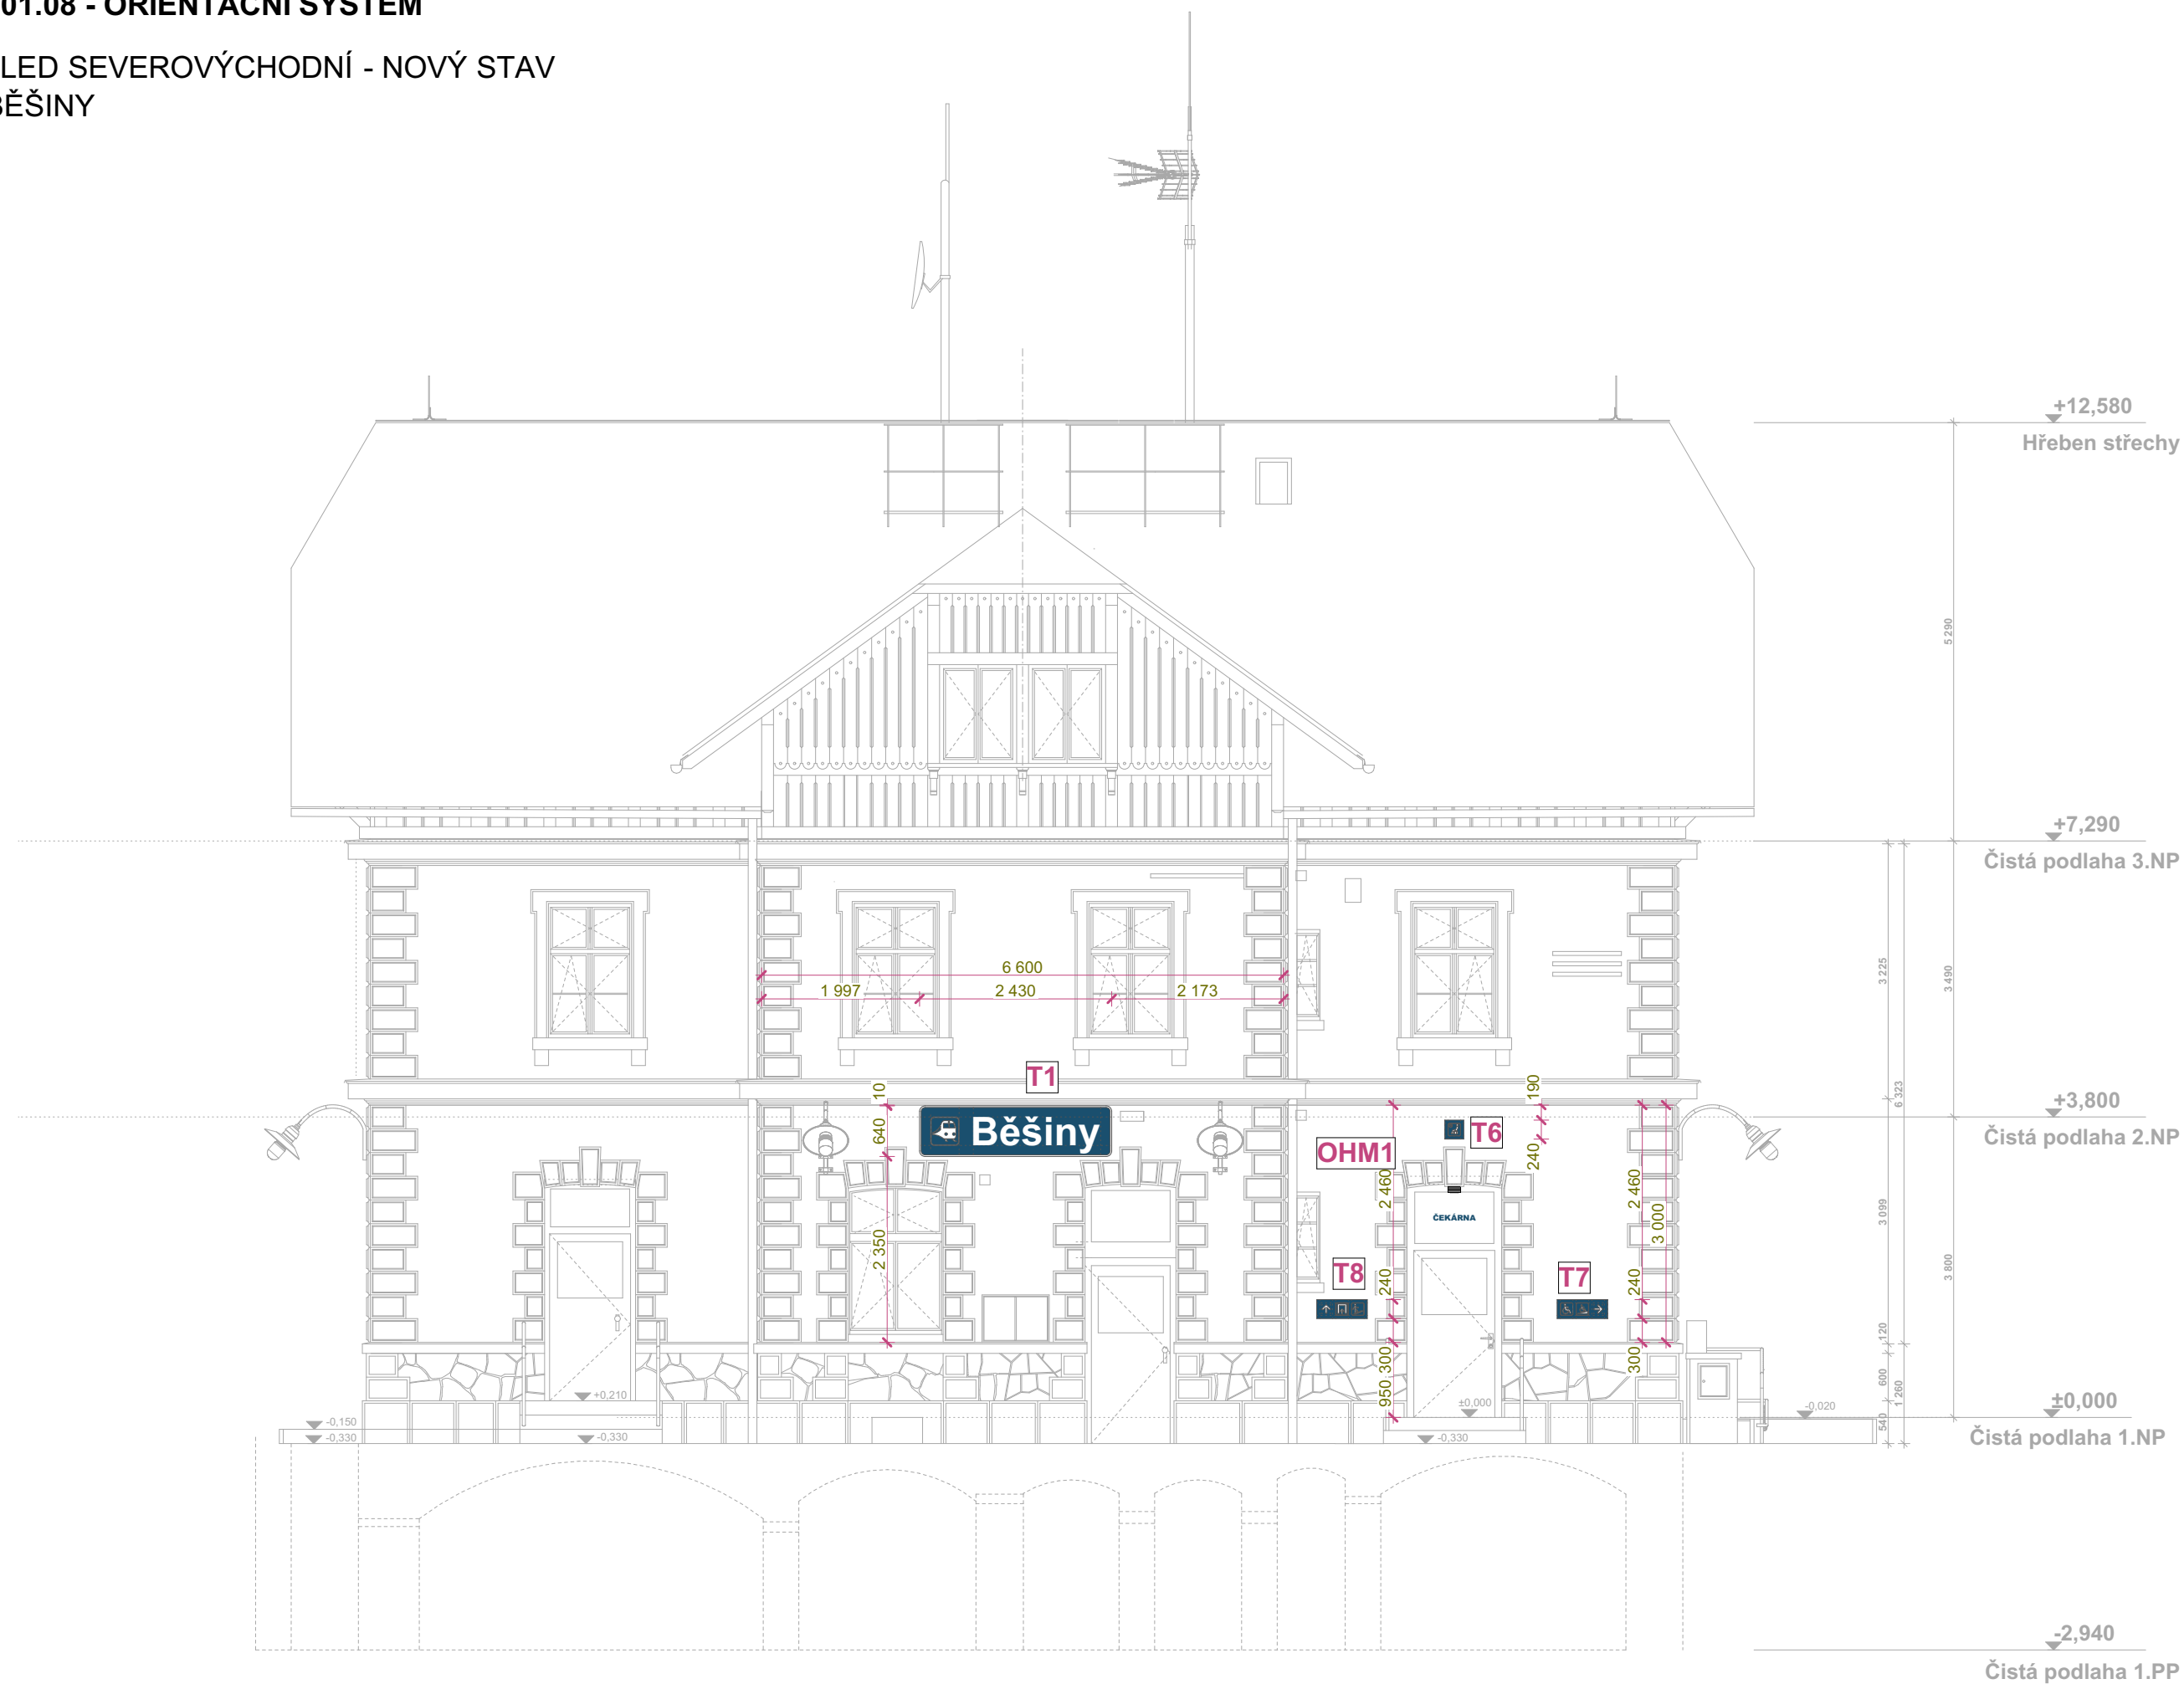 01.08 - ORIENTAČNÍ SYSTÉM
LED SEVEROVÝCHODNÍ - NOVÝ STAV
BĚŠINY
+12,580
Hřeben střechy
5 290
+7,290
Čistá podlaha 3.NP
3 225
3 490
6 323
6 600
1 997
2 430
2 173
T1
10
190
+3,800
Čistá podlaha 2.NP
640
Běšiny
T6
OHM1
240
2 460
2 460
3 000
3 099
ČEKÁRNA
2 350
T8
T7
240
240
3 800
120
300
300
950
600
1 260
540
+0,210
±0,000
-0,020
±0,000
Čistá podlaha 1.NP
-0,150
-0,330
-0,330
-0,330
-2,940
Čistá podlaha 1.PP